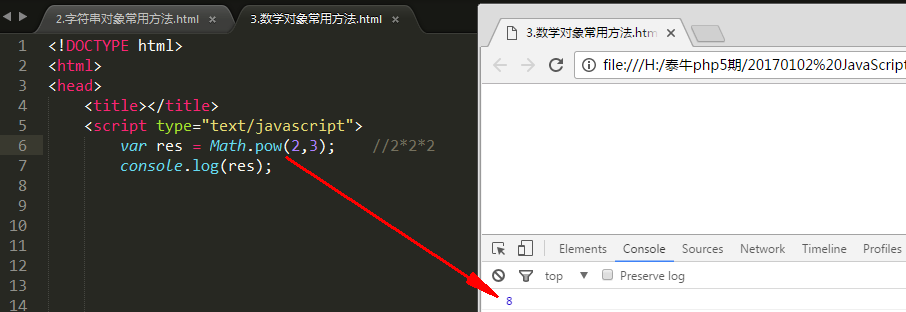 2.字符串对象常用方法.html ×
3.数学对象常用方法.html ×
1 <!DOCTYPE html>
2 <html>
3 <head>
4 <title></title>
5 <script type="text/javascript">
6 var res = Math.pow(2,3); //2*2*2
7 console.log(res);
8
9
10
11
12
13
14
3.数学对象常用方法.htm ×
file:///H:/泰牛php5期/20170102%20JavaScrip
Elements Console Sources Network Timeline Profiles
top ▼ Preserve log
8